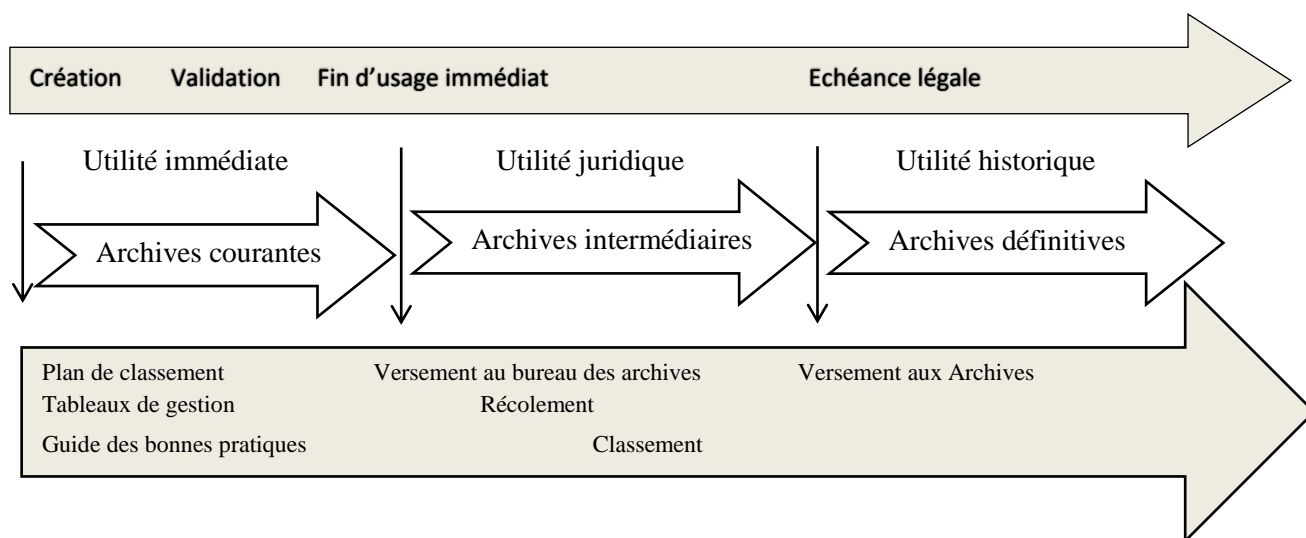 Création Validation Fin d'usage immédiat Echéance légale
Utilité immédiate Utilité juridique Utilité historique
Archives courantes Archives intermédiaires Archives définitives
Plan de classement Versement au bureau des archives Versement aux Archives
Tableaux de gestion Récolement
Guide des bonnes pratiques Classement